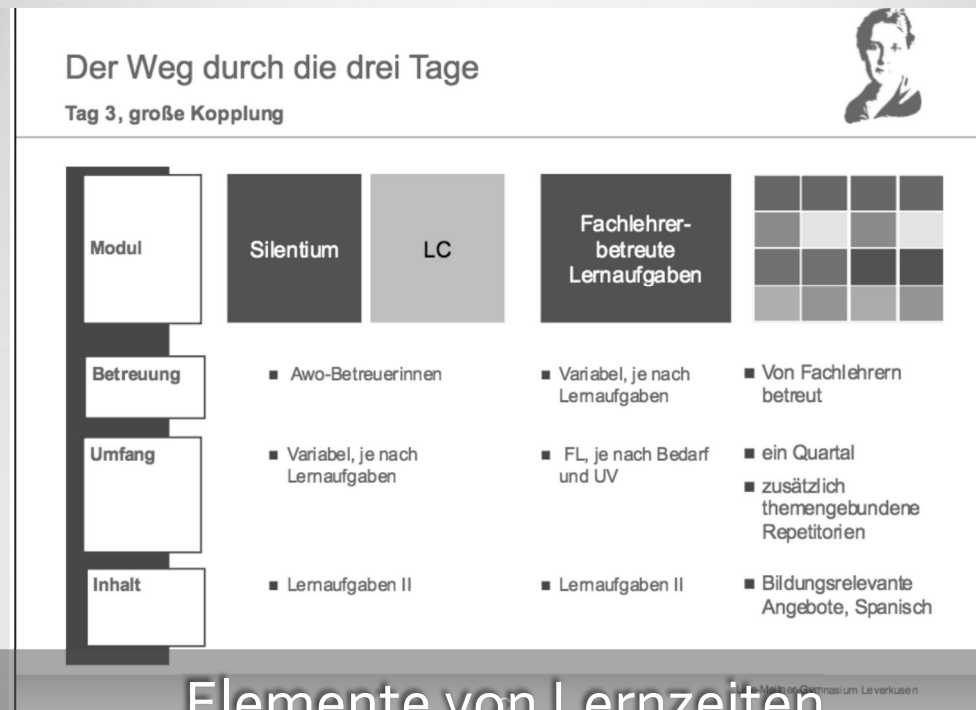 Der Weg durch die drei Tage
Tag 3, große Kopplung
Modul
Silentium
LC
Fachlehrer-
betreute
Lernaufgaben
Betreuung
■ Awo-Betreuerinnen
■ Variabel, je nach
Lernaufgaben
■ Von Fachlehrern
betreut
Umfang
■ Variabel, je nach
Lernaufgaben
■ FL, je nach Bedarf
und UV
■ ein Quartal
■ zusätzlich
themengebundene
Repetitorien
Inhalt
■ Lernaufgaben II
■ Lernaufgaben II
■ Bildungsrelevante
Angebote, Spanisch
Meitner-Gymnasium Leverkusen
Elemente von Lernzeiten